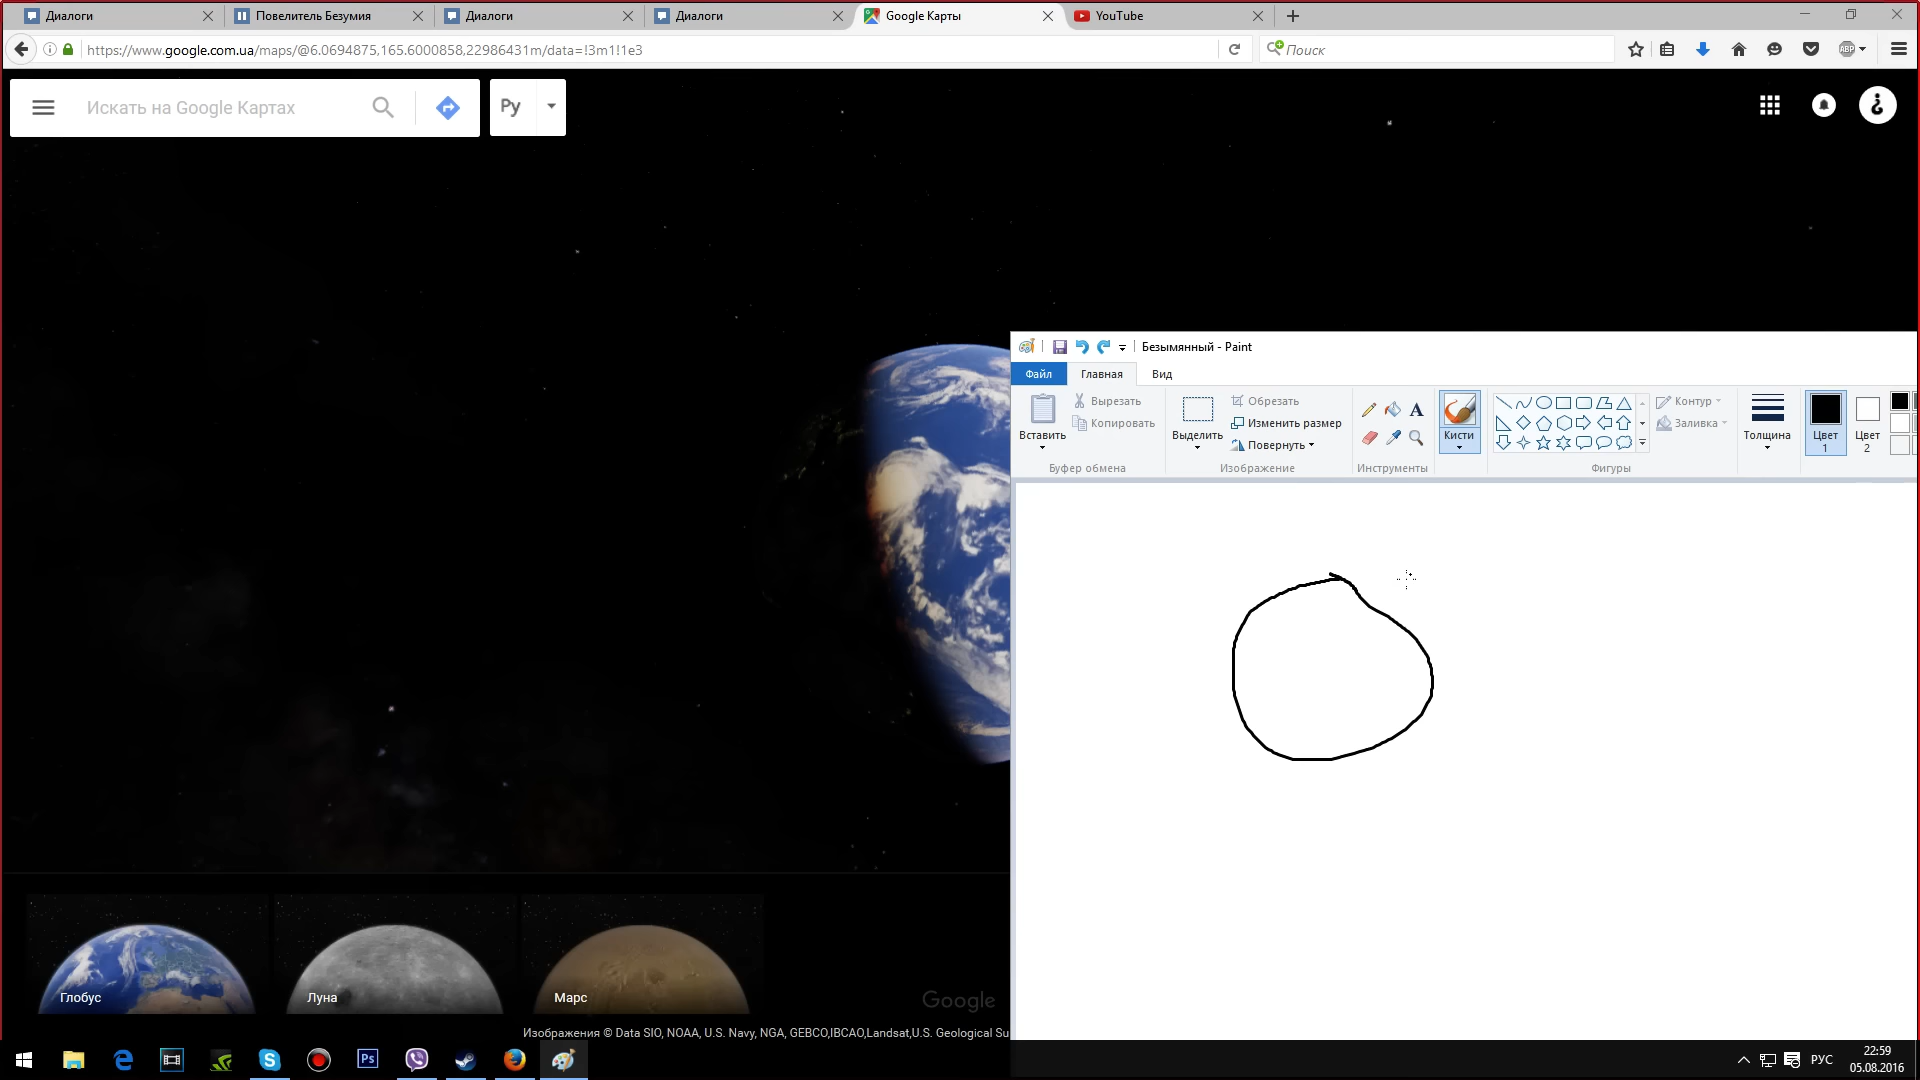 Диалоги
Повелитель Безумия
Диалоги
Диалоги
Google Карты
YouTube
https://www.google.com.ua/maps/@6.0694875,165.6000858,22986431m/data=!3m1!1e3
Поиск
ABP
Искать на Google Картах
Ру
Безымянный - Paint
Файл
Главная
Вид
Вставить
Вырезать
Копировать
Буфер обмена
Выделить
Обрезать
Изменить размер
Повернуть
Изображение
A
Инструменты
Кисти
Контур
Заливка
Фигуры
Толщина
Цвет
1
Цвет
2
Глобус
Луна
Марс
Google
Изображения © Data SIO, NOAA, U.S. Navy, NGA, GEBCO,IBCAO,Landsat,U.S. Geological Su
Ps
РУС
22:59
05.08.2016